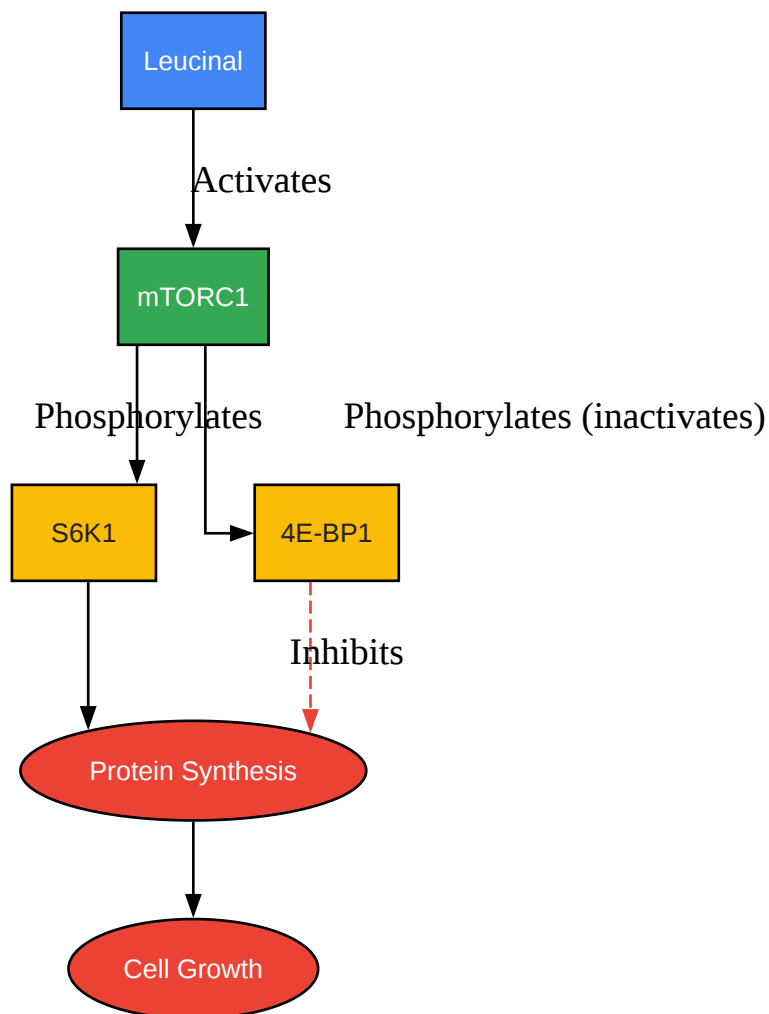 Leucinal
Activates
mTORC1
Phosphorylates
Phosphorylates (inactivates)
S6K1
4E-BP1
Inhibits
Protein Synthesis
Cell Growth